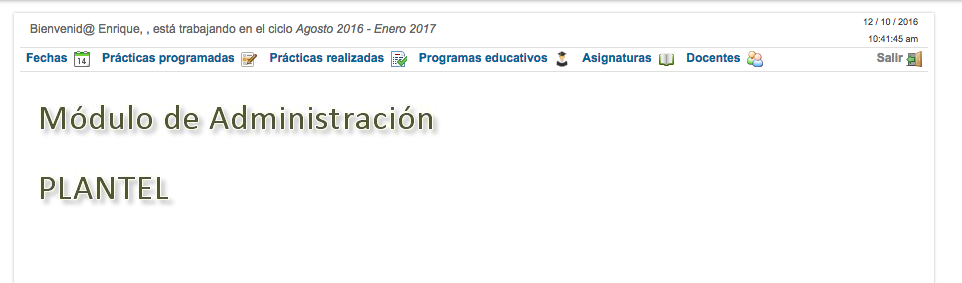 Bienvenid@ Enrique, , está trabajando en el ciclo Agosto 2016 - Enero 2017
12 / 10 / 2016
10:41:45 am
Fechas 14 Prácticas programadas Prácticas realizadas Programas educativos Asignaturas Docentes Salir
Módulo de Administración
PLANTEL